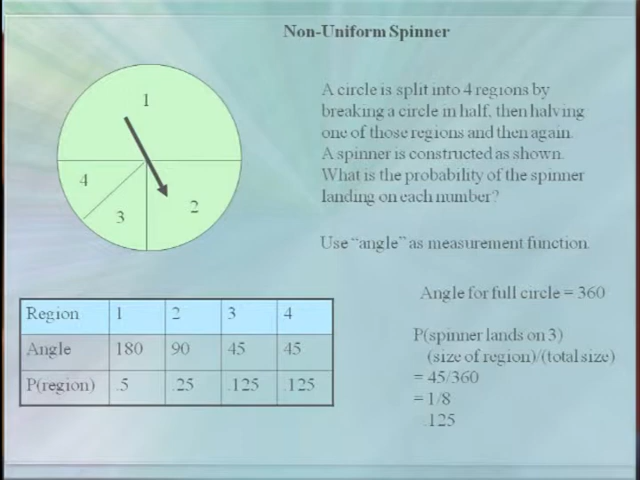 Non-Uniform Spinner
1
4
3
2
A circle is split into 4 regions by
breaking a circle in half, then halving
one of those regions and then again.
A spinner is constructed as shown.
What is the probability of the spinner
landing on each number?
Use “angle” as measurement function.
Angle for full circle = 360
Region 1 2 3 4
Angle 180 90 45 45
P(region) .5 .25 .125 .125
P(spinner lands on 3)
(size of region)/(total size)
= 45/360
= 1/8
.125